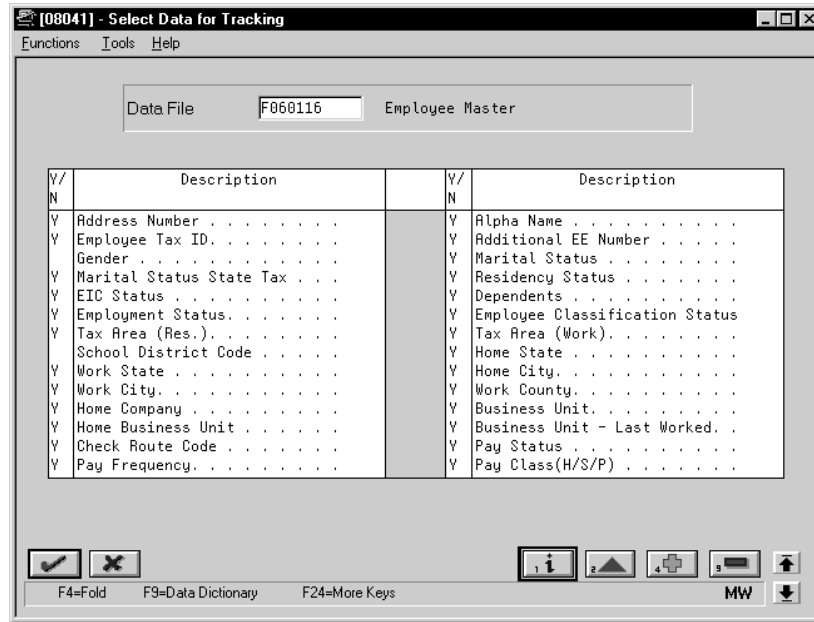 [08041] - Select Data for Tracking
Functions Tools Help
Data File F060116 Employee Master
Y/ Description Y/ Description
N N
Y Address Number . . . . . . . . Y Alpha Name . . . . . . . . . .
Y Employee Tax ID. . . . . . . . Y Additional EE Number . . . . .
Gender . . . . . . . . . . . . Y Marital Status . . . . . . . .
Y Marital Status State Tax . . . Y Residency Status . . . . . . .
Y EIC Status . . . . . . . . . . Y Dependents . . . . . . . . . .
Y Employment Status. . . . . . . Y Employee Classification Status
Y Tax Area (Res.). . . . . . . . Y Tax Area (Work). . . . . . . .
School District Code . . . . . Y Home State . . . . . . . . . .
Y Work State . . . . . . . . . . Y Home City. . . . . . . . . . .
Y Work City. . . . . . . . . . . Y Work County. . . . . . . . . .
Y Home Company . . . . . . . . . Y Business Unit. . . . . . . . .
Y Home Business Unit . . . . . . Y Business Unit - Last Worked. .
Y Check Route Code . . . . . . . Y Pay Status . . . . . . . . . .
Y Pay Frequency. . . . . . . . . Y Pay Class(H/S/P) . . . . . . .
1 i 2 4 9
F4=Fold F9=Data Dictionary F24=More Keys MW